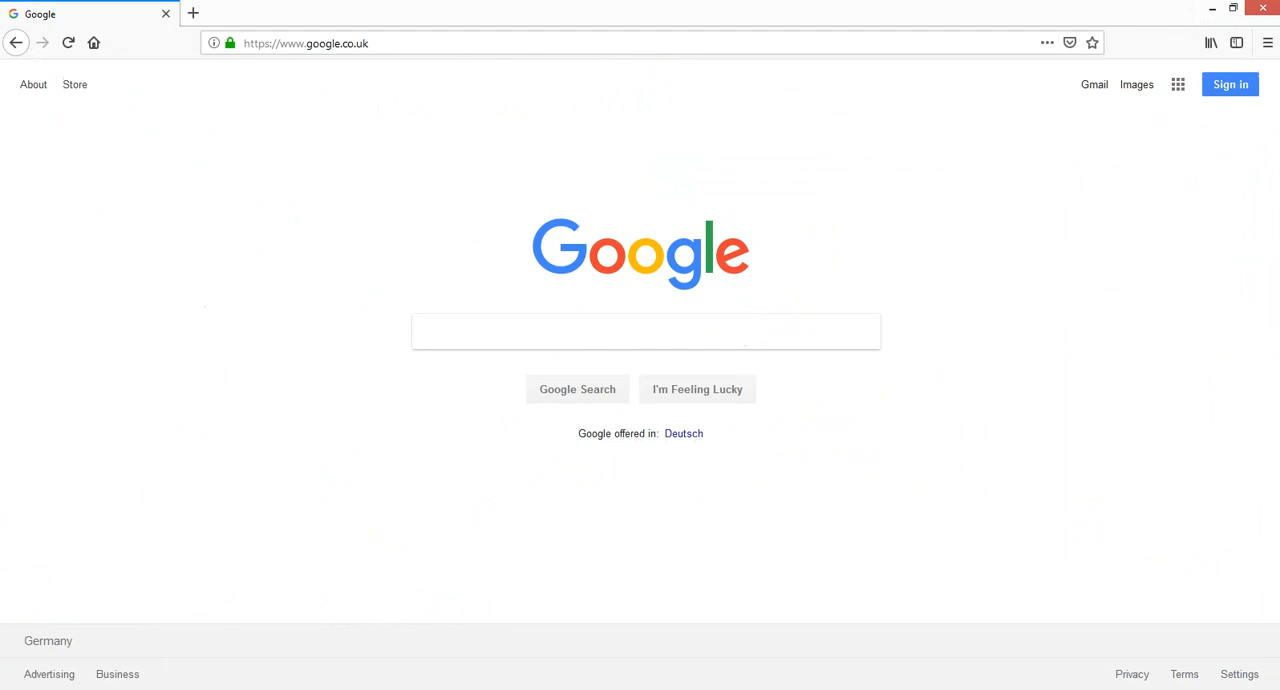 Google
https://www.google.co.uk
About Store
Gmail Images Sign in
Google
Google Search I'm Feeling Lucky
Google offered in: Deutsch
Germany
Advertising Business
Privacy Terms Settings